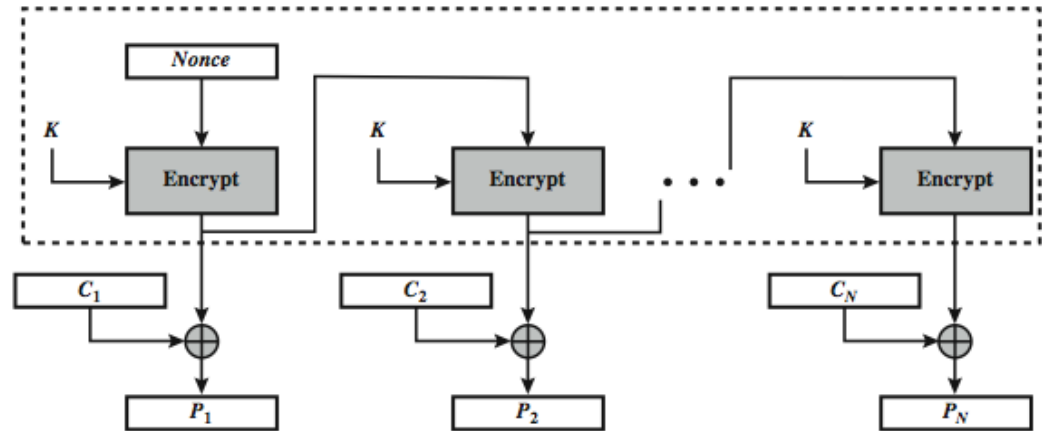 Nonce
K
K
K
Encrypt
Encrypt
• • •
Encrypt
C1
C2
CN
P1
P2
PN